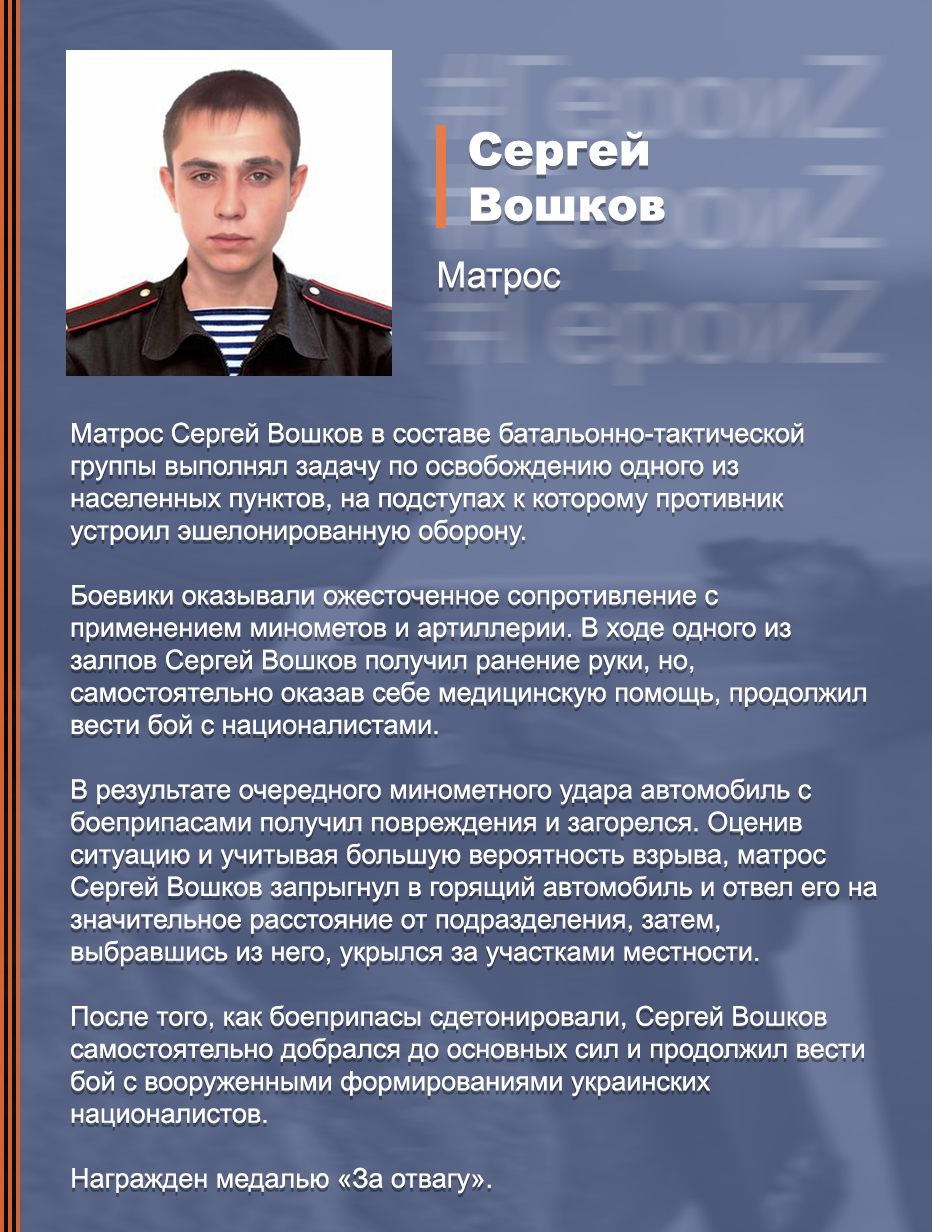 #ГероиZ
Сергей
Вошков
#ГероиZ
Матрос
#ГероиZ
Матрос Сергей Вошков в составе батальонно-тактической
группы выполнял задачу по освобождению одного из
населенных пунктов, на подступах к которому противник
устроил эшелонированную оборону.
Боевики оказывали ожесточенное сопротивление с
применением минометов и артиллерии. В ходе одного из
залпов Сергей Вошков получил ранение руки, но,
самостоятельно оказав себе медицинскую помощь, продолжил
вести бой с националистами.
В результате очередного минометного удара автомобиль с
боеприпасами получил повреждения и загорелся. Оценив
ситуацию и учитывая большую вероятность взрыва, матрос
Сергей Вошков запрыгнул в горящий автомобиль и отвел его на
значительное расстояние от подразделения, затем,
выбравшись из него, укрылся за участками местности.
После того, как боеприпасы сдетонировали, Сергей Вошков
самостоятельно добрался до основных сил и продолжил вести
бой с вооруженными формированиями украинских
националистов.
Награжден медалью «За отвагу».